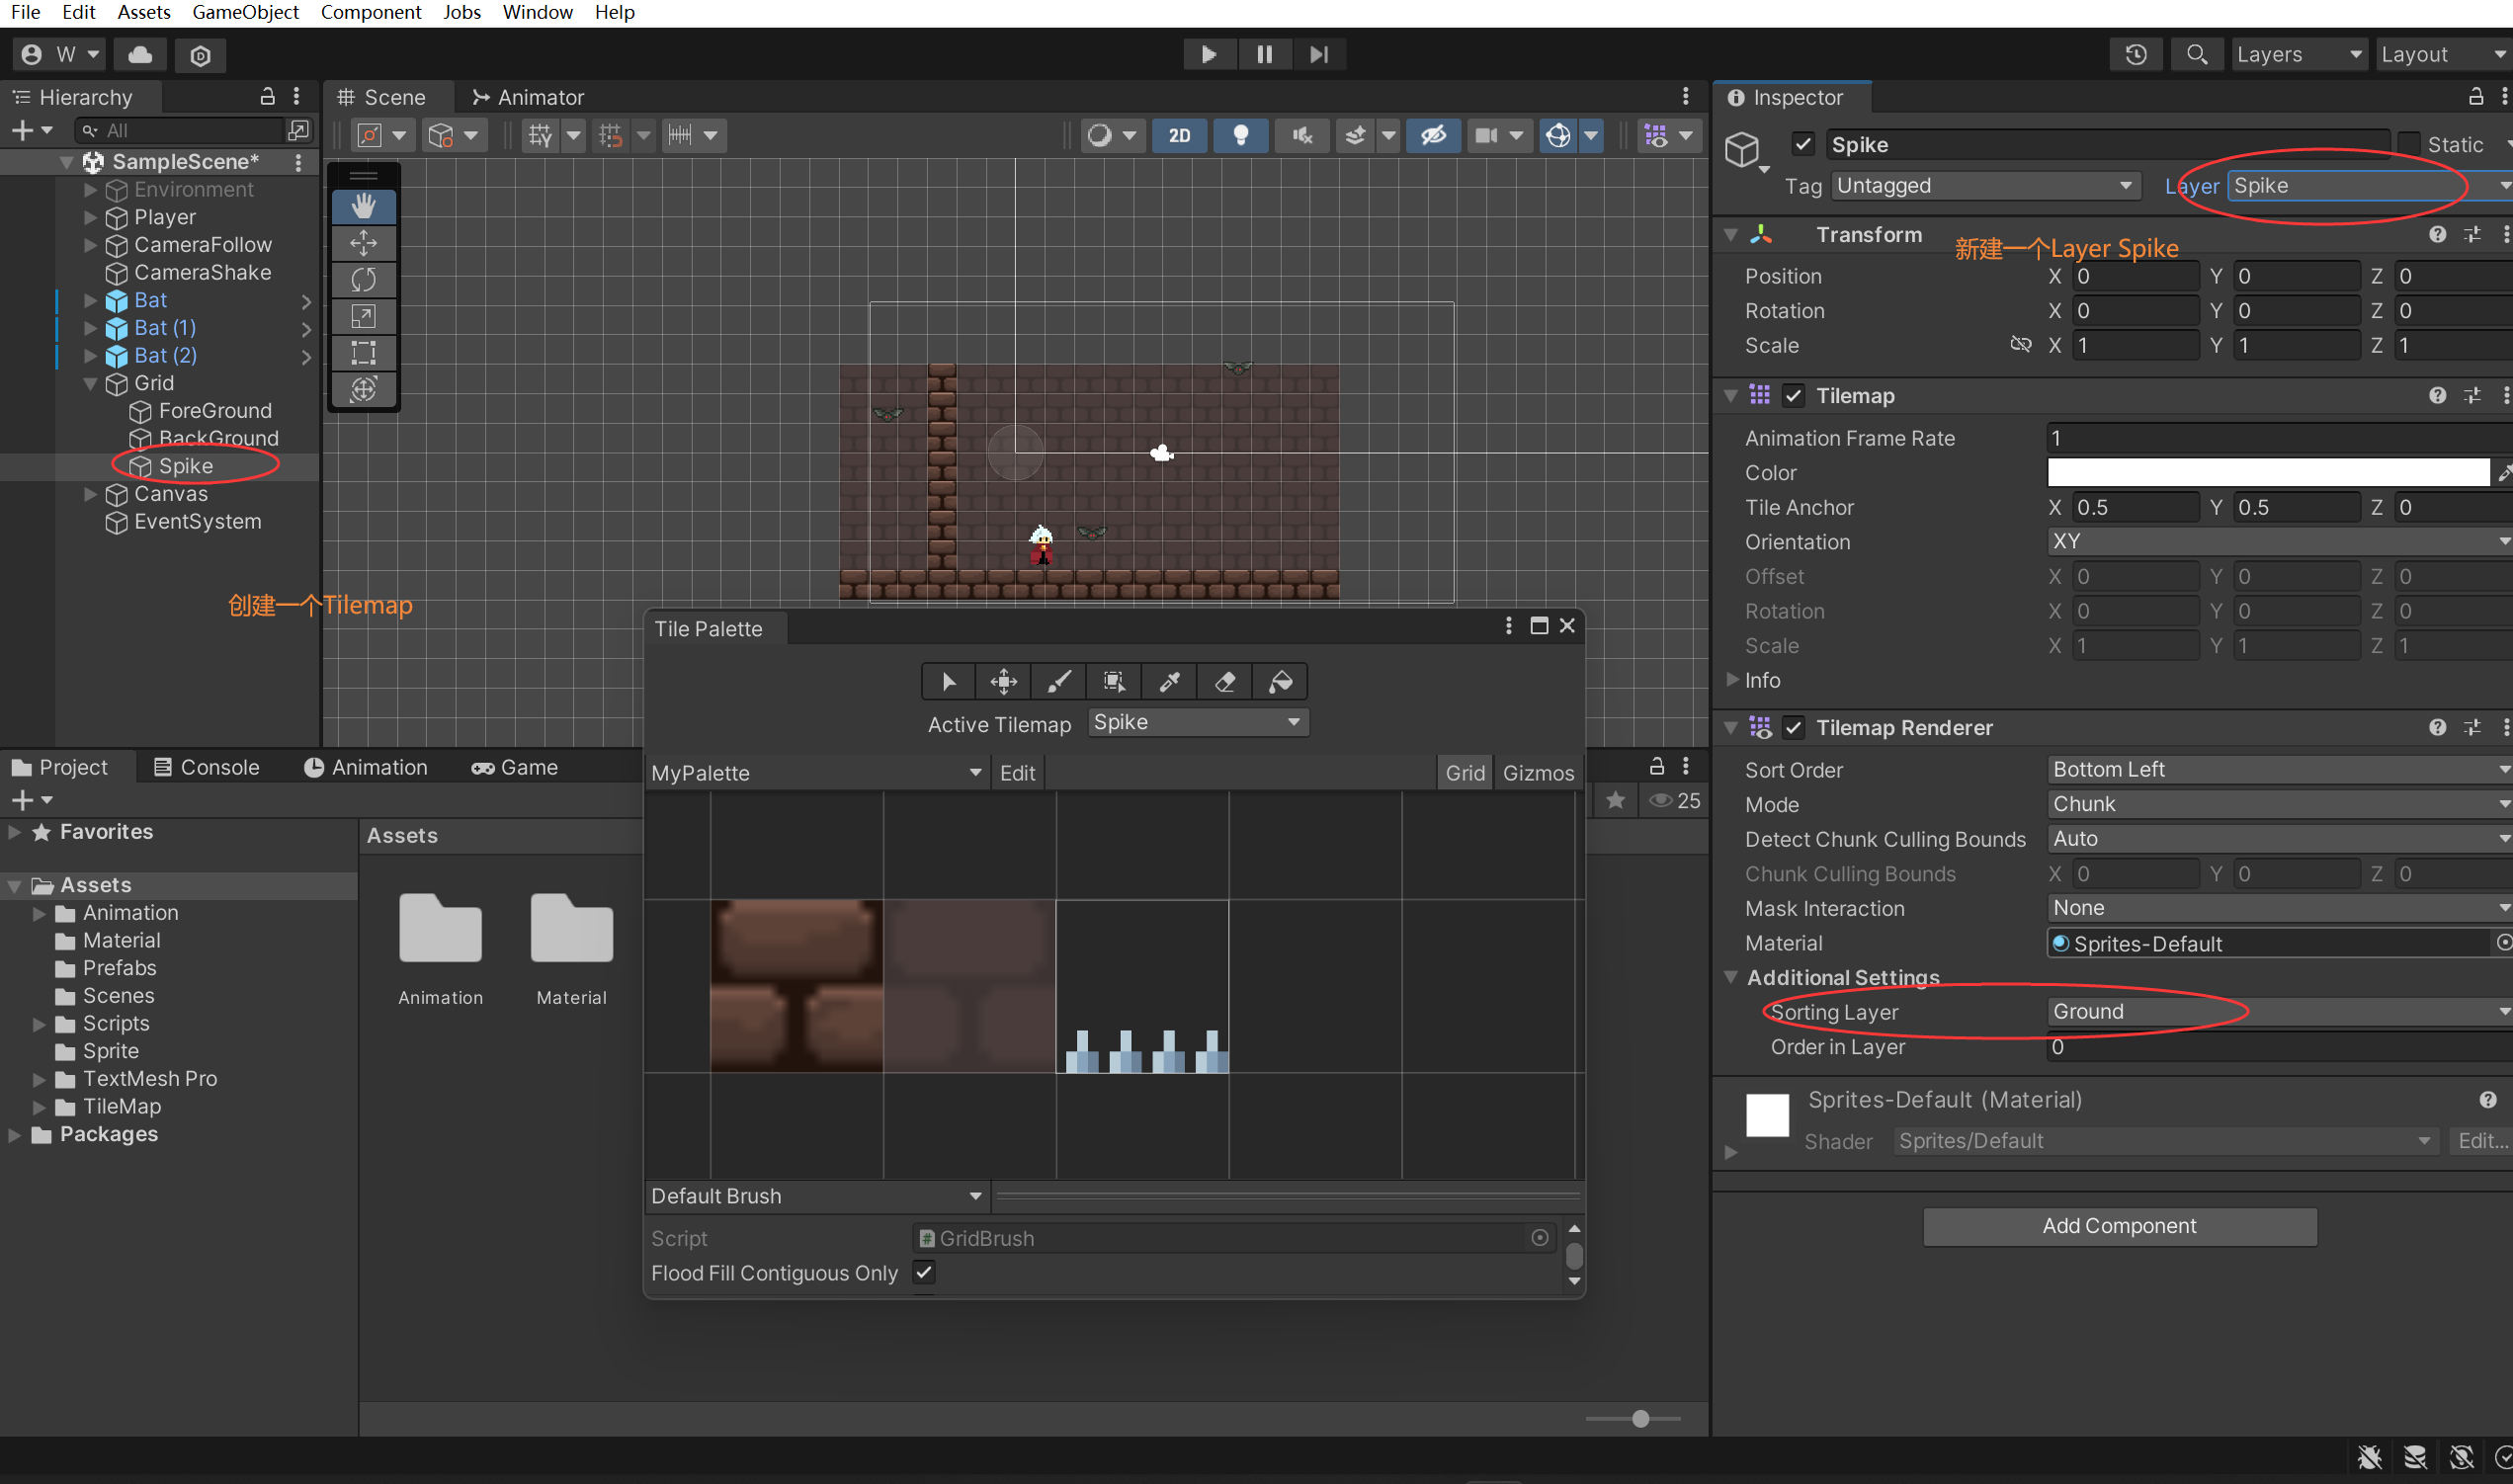 File Edit Assets GameObject Component Jobs Window Help
W Layers Layout
Hierarchy
All
SampleScene*
Environment
Player
CameraFollow
CameraShake
Bat
Bat (1)
Bat (2)
Grid
ForeGround
BackGround
Spike
Canvas
EventSystem
创建一个Tilemap
Scene Animator
2D
Inspector
Spike Static
Tag Untagged Layer Spike
Transform
新建一个Layer Spike
Position X 0 Y 0 Z 0
Rotation X 0 Y 0 Z 0
Scale X 1 Y 1 Z 1
Tilemap
Animation Frame Rate 1
Color
Tile Anchor X 0.5 Y 0.5 Z 0
Orientation XY
Offset X 0 Y 0 Z 0
Rotation X 0 Y 0 Z 0
Scale X 1 Y 1 Z 1
Info
Tilemap Renderer
Sort Order Bottom Left
Mode Chunk
Detect Chunk Culling Bounds Auto
Chunk Culling Bounds X 0 Y 0 Z 0
Mask Interaction None
Material Sprites-Default
Additional Settings
Sorting Layer Ground
Order in Layer 0
Sprites-Default (Material)
Shader Sprites/Default Edit...
Add Component
Project Console Animation Game
25
Favorites
Assets
Animation
Material
Prefabs
Scenes
Scripts
Sprite
TextMesh Pro
TileMap
Packages
Assets
Animation Material
Tile Palette
Active Tilemap Spike
MyPalette Edit Grid Gizmos
Default Brush
Script GridBrush
Flood Fill Contiguous Only